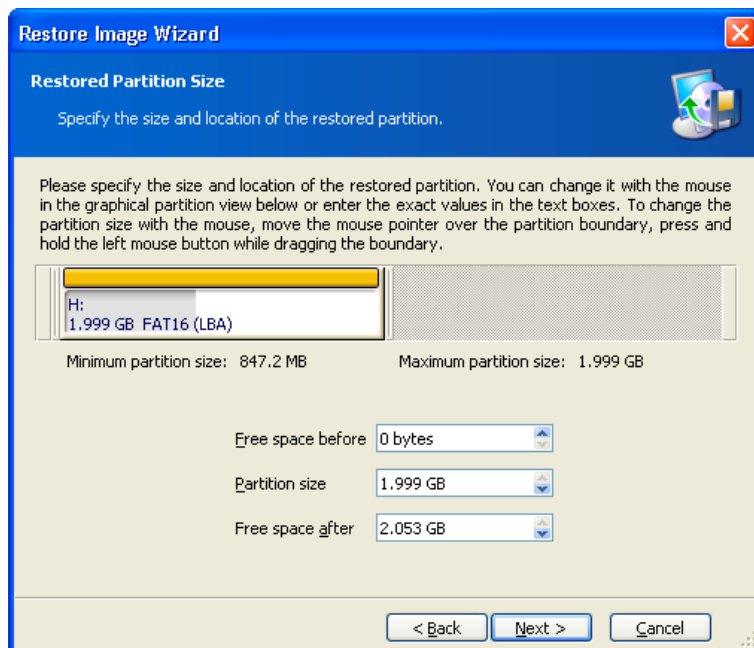 Restore Image Wizard
Restored Partition Size
Specify the size and location of the restored partition.
Please specify the size and location of the restored partition. You can change it with the mouse
in the graphical partition view below or enter the exact values in the text boxes. To change the
partition size with the mouse, move the mouse pointer over the partition boundary, press and
hold the left mouse button while dragging the boundary.
H:
1.999 GB FAT16 (LBA)
Minimum partition size: 847.2 MB Maximum partition size: 1.999 GB
Free space before 0 bytes
Partition size 1.999 GB
Free space after 2.053 GB
< Back Next > Cancel